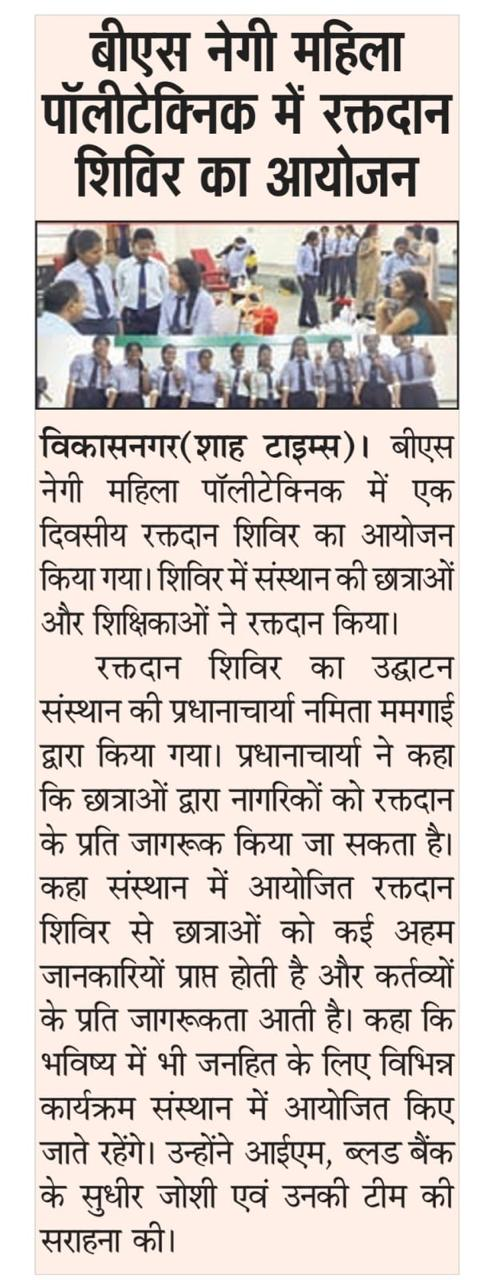 बीएस नेगी महिला
पॉलीटेक्निक में रक्तदान
शिविर का आयोजन
विकासनगर(शाह टाइम्स)। बीएस
नेगी महिला पॉलीटेक्निक में एक
दिवसीय रक्तदान शिविर का आयोजन
किया गया। शिविर में संस्थान की छात्राओं
और शिक्षिकाओं ने रक्तदान किया।
रक्तदान शिविर का उद्घाटन
संस्थान की प्रधानाचार्या नमिता ममगाई
द्वारा किया गया। प्रधानाचार्या ने कहा
कि छात्राओं द्वारा नागरिकों को रक्तदान
के प्रति जागरूक किया जा सकता है।
कहा संस्थान में आयोजित रक्तदान
शिविर से छात्राओं को कई अहम
जानकारियों प्राप्त होती है और कर्तव्यों
के प्रति जागरूकता आती है। कहा कि
भविष्य में भी जनहित के लिए विभिन्न
कार्यक्रम संस्थान में आयोजित किए
जाते रहेंगे। उन्होंने आईएम, ब्लड बैंक
के सुधीर जोशी एवं उनकी टीम की
सराहना की।